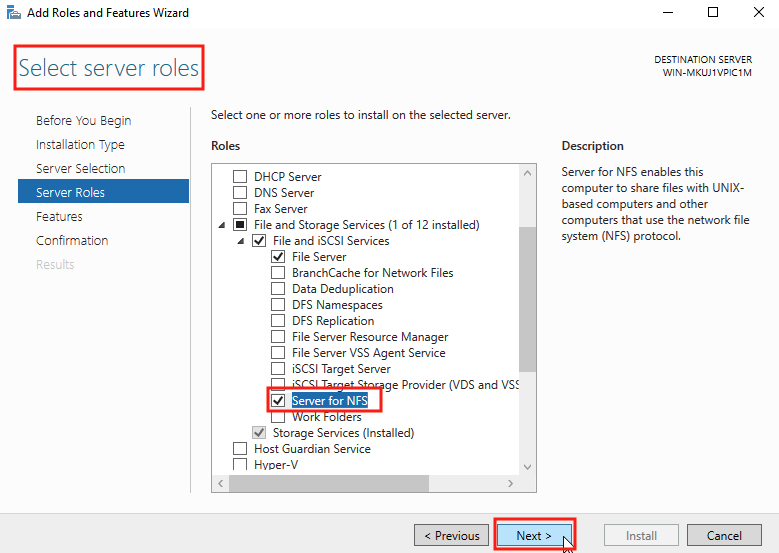 Add Roles and Features Wizard
Select server roles
DESTINATION SERVER
WIN-MKUJ1VPIC1M
Before You Begin
Installation Type
Server Selection
Server Roles
Features
Confirmation
Results
Select one or more roles to install on the selected server.
Roles
DHCP Server
DNS Server
Fax Server
File and Storage Services (1 of 12 installed)
File and iSCSI Services
File Server
BranchCache for Network Files
Data Deduplication
DFS Namespaces
DFS Replication
File Server Resource Manager
File Server VSS Agent Service
iSCSI Target Server
iSCSI Target Storage Provider (VDS and VSS
Server for NFS
Work Folders
Storage Services (Installed)
Host Guardian Service
Hyper-V
Description
Server for NFS enables this
computer to share files with UNIX-
based computers and other
computers that use the network file
system (NFS) protocol.
< Previous
Next >
Install
Cancel